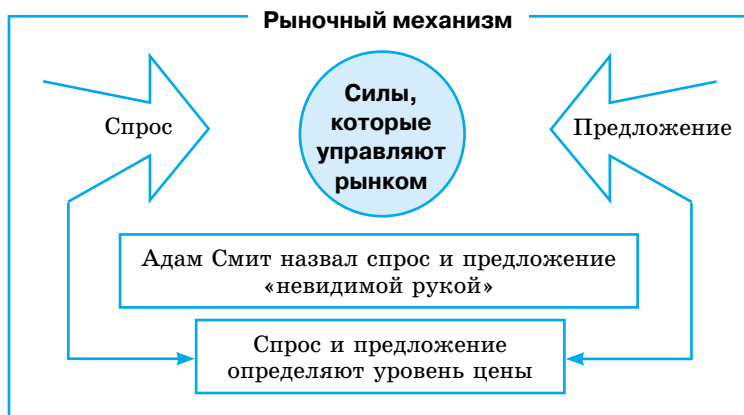 Рыночный механизм
Силы,
которые
управляют
рынком
Спрос
Предложение
Адам Смит назвал спрос и предложение
«невидимой рукой»
Спрос и предложение
определяют уровень цены